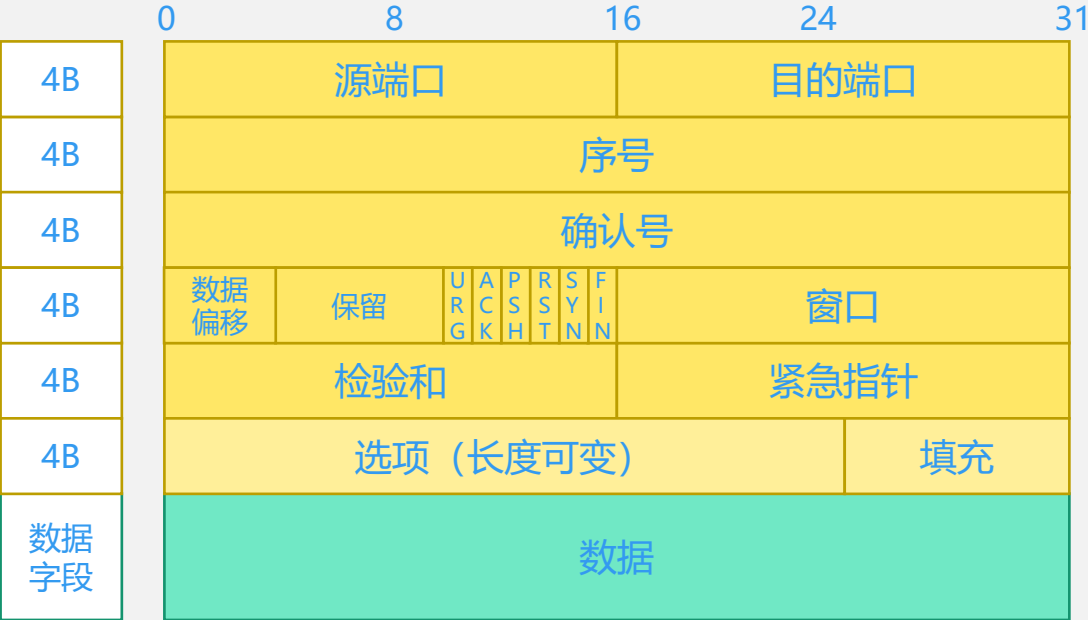 0 8 16 24 31
4B 源端口 目的端口
4B 序号
4B 确认号
4B 数据偏移 保留 URG ACK PSH RST SYN FIN 窗口
4B 检验和 紧急指针
4B 选项（长度可变） 填充
数据字段 数据